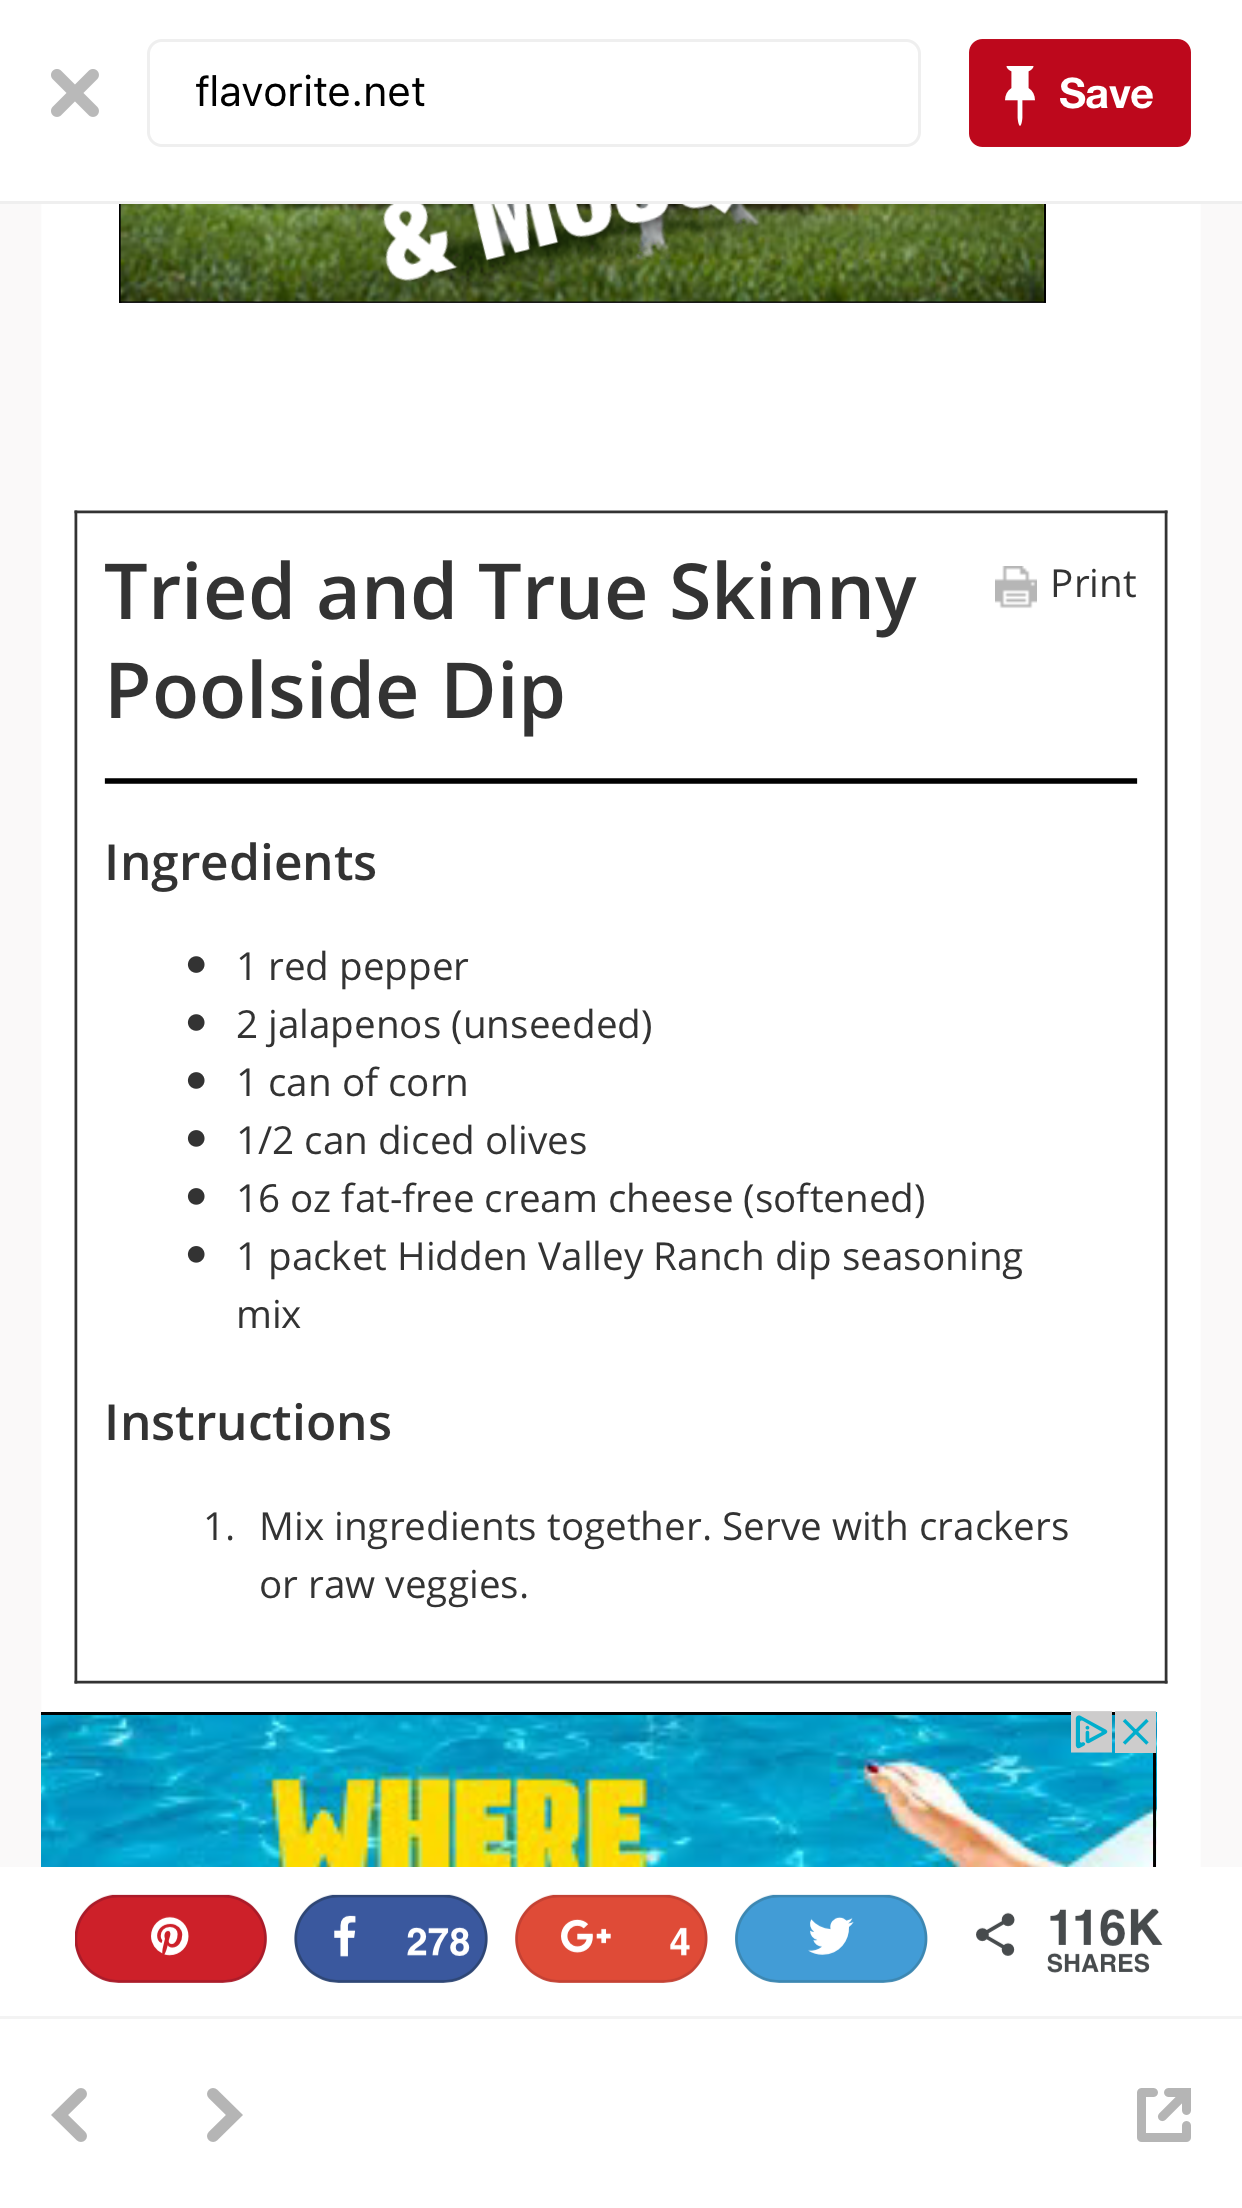 flavorite.net
Save
&
Tried and True Skinny
Poolside Dip
Print
Ingredients
• 1 red pepper
• 2 jalapenos (unseeded)
• 1 can of corn
• 1/2 can diced olives
• 16 oz fat-free cream cheese (softened)
• 1 packet Hidden Valley Ranch dip seasoning
mix
Instructions
1. Mix ingredients together. Serve with crackers
or raw veggies.
WHERE
278
G+ 4
116K
SHARES